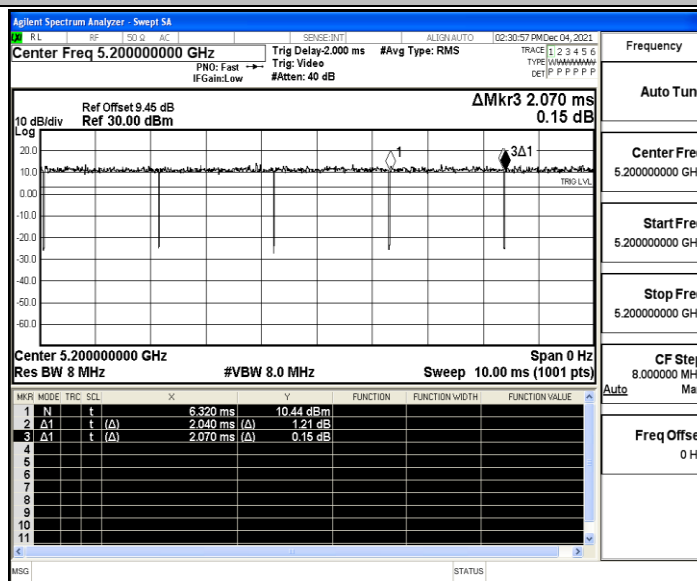 Agilent Spectrum Analyzer - Swept SA
RL RF 50 Ω AC SENSE:INT ALIGNAUTO 02:30:57 PM Dec 04, 2021
Center Freq 5.200000000 GHz
PNO: Fast
IFGain:Low
Trig Delay-2.000 ms
Trig: Video
#Atten: 40 dB
#Avg Type: RMS
TRACE 1 2 3 4 5 6
TYPE
DET P P P P P P
10 dB/div
Log
Ref Offset 9.45 dB
Ref 30.00 dBm
ΔMkr3 2.070 ms
0.15 dB
20.0
10.0
0.00
-10.0
-20.0
-30.0
-40.0
-50.0
-60.0
1
3Δ1
TRIG LVL
Center 5.200000000 GHz Span 0 Hz
Res BW 8 MHz #VBW 8.0 MHz Sweep 10.00 ms (1001 pts)
MKR MODE TRC SCL X Y FUNCTION FUNCTION WIDTH FUNCTION VALUE
1 N t 6.320 ms 10.44 dBm
2 Δ1 t (Δ) 2.040 ms (Δ) 1.21 dB
3 Δ1 t (Δ) 2.070 ms (Δ) 0.15 dB
4
5
6
7
8
9
10
11
MSG STATUS
Frequency
Auto Tun
Center Fre
5.200000000 GH
Start Fre
5.200000000 GH
Stop Fre
5.200000000 GH
CF Ste
8.000000 MH
Auto Ma
Freq Offse
0 H